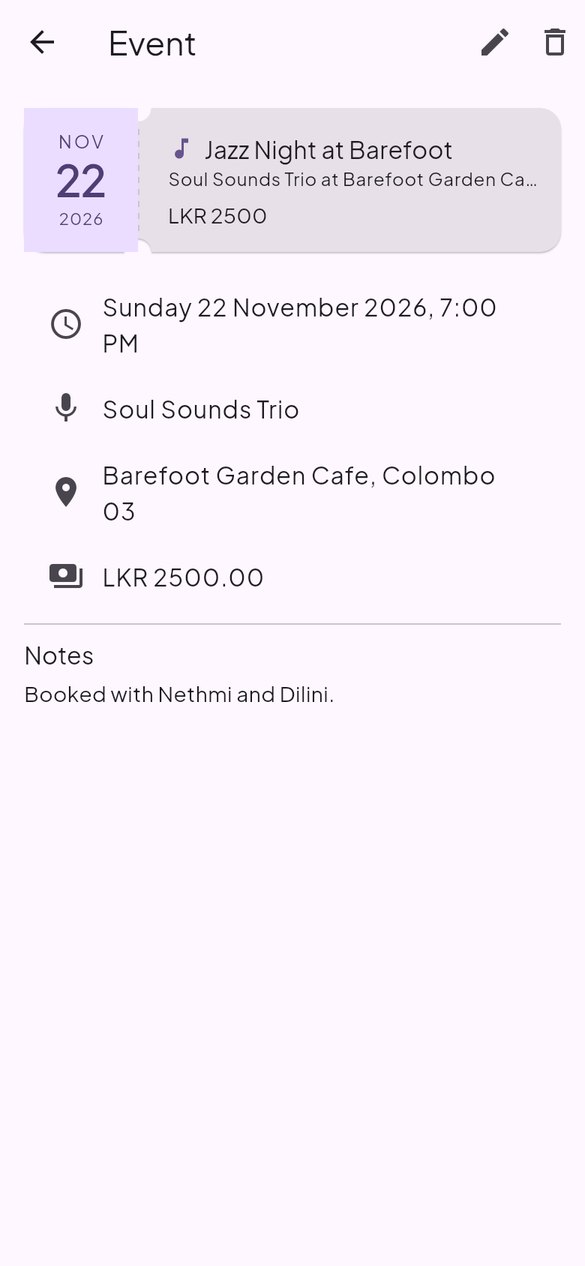 Event
NOV
22
2026
Jazz Night at Barefoot
Soul Sounds Trio at Barefoot Garden Ca...
LKR 2500
Sunday 22 November 2026, 7:00
PM
Soul Sounds Trio
Barefoot Garden Cafe, Colombo
03
LKR 2500.00
Notes
Booked with Nethmi and Dilini.